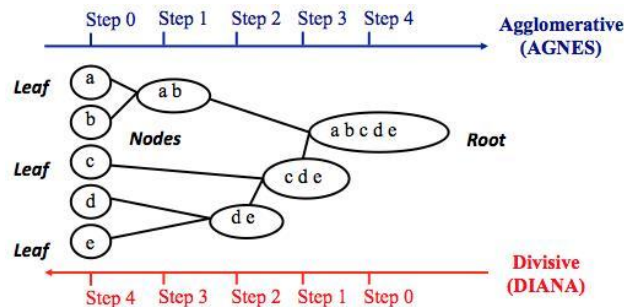 Step 0 Step 1 Step 2 Step 3 Step 4
Agglomerative
(AGNES)
Leaf
a
a b
b
Nodes
a b c d e
Root
Leaf
c
c d e
d
d e
Leaf
e
Divisive
(DIANA)
Step 4 Step 3 Step 2 Step 1 Step 0